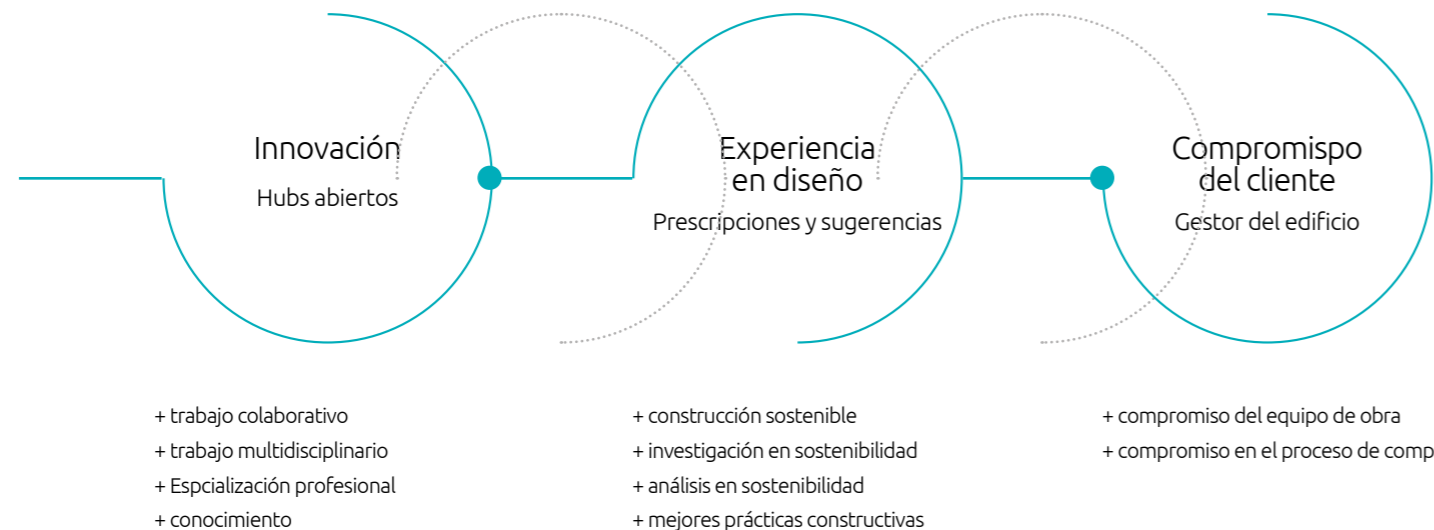 Innovación
Hubs abiertos
Experiencia
en diseño
Prescripciones y sugerencias
Compromispo
del cliente
Gestor del edificio
+ trabajo colaborativo
+ trabajo multidisciplinario
+ Espcialización profesional
+ conocimiento
+ construcción sostenible
+ investigación en sostenibilidad
+ análisis en sostenibilidad
+ mejores prácticas constructivas
+ compromiso del equipo de obra
+ compromiso en el proceso de comp